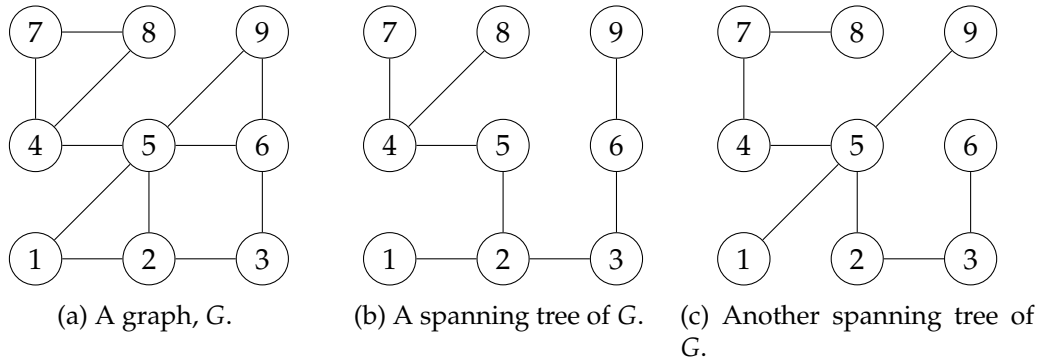 7 8 9 7 8 9 7 8 9
4 5 6 4 5 6 4 5 6
1 2 3 1 2 3 1 2 3
(a) A graph, G. (b) A spanning tree of G. (c) Another spanning tree of
G.